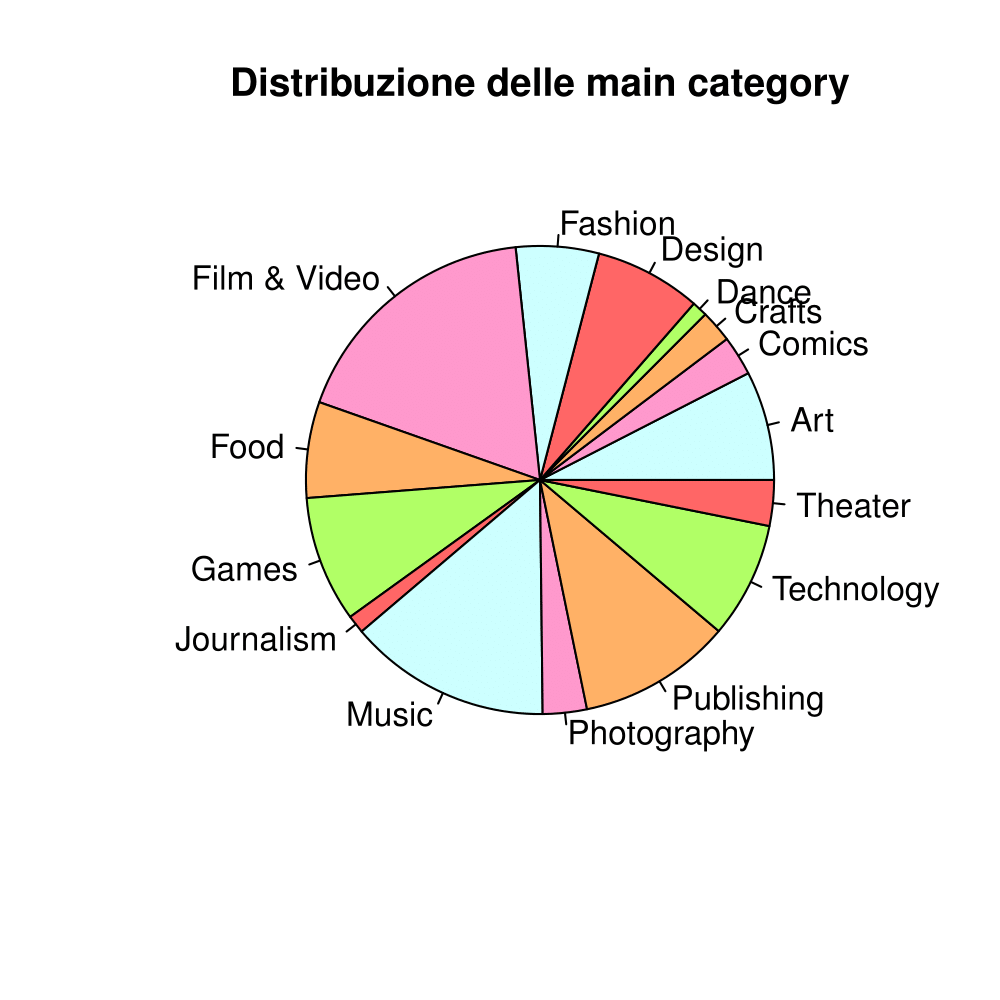 Distribuzione delle main category
Fashion
Design
Film & Video
Dance
Crafts
Comics
Art
Food
Theater
Games
Technology
Journalism
Publishing
Music
Photography